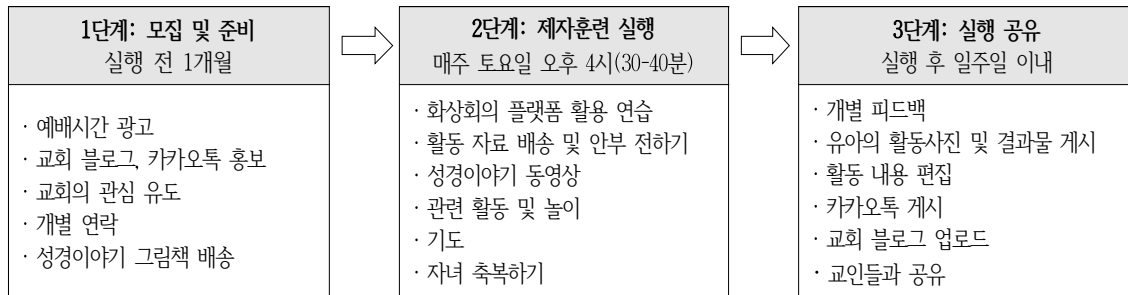 1단계: 모집 및 준비
실행 전 1개월
· 예배시간 광고
· 교회 블로그, 카카오톡 홍보
· 교회의 관심 유도
· 개별 연락
· 성경이야기 그림책 배송
2단계: 제자훈련 실행
매주 토요일 오후 4시(30-40분)
· 화상회의 플랫폼 활용 연습
· 활동 자료 배송 및 안부 전하기
· 성경이야기 동영상
· 관련 활동 및 놀이
· 기도
· 자녀 축복하기
3단계: 실행 공유
실행 후 일주일 이내
· 개별 피드백
· 유아의 활동사진 및 결과물 게시
· 활동 내용 편집
· 카카오톡 게시
· 교회 블로그 업로드
· 교인들과 공유